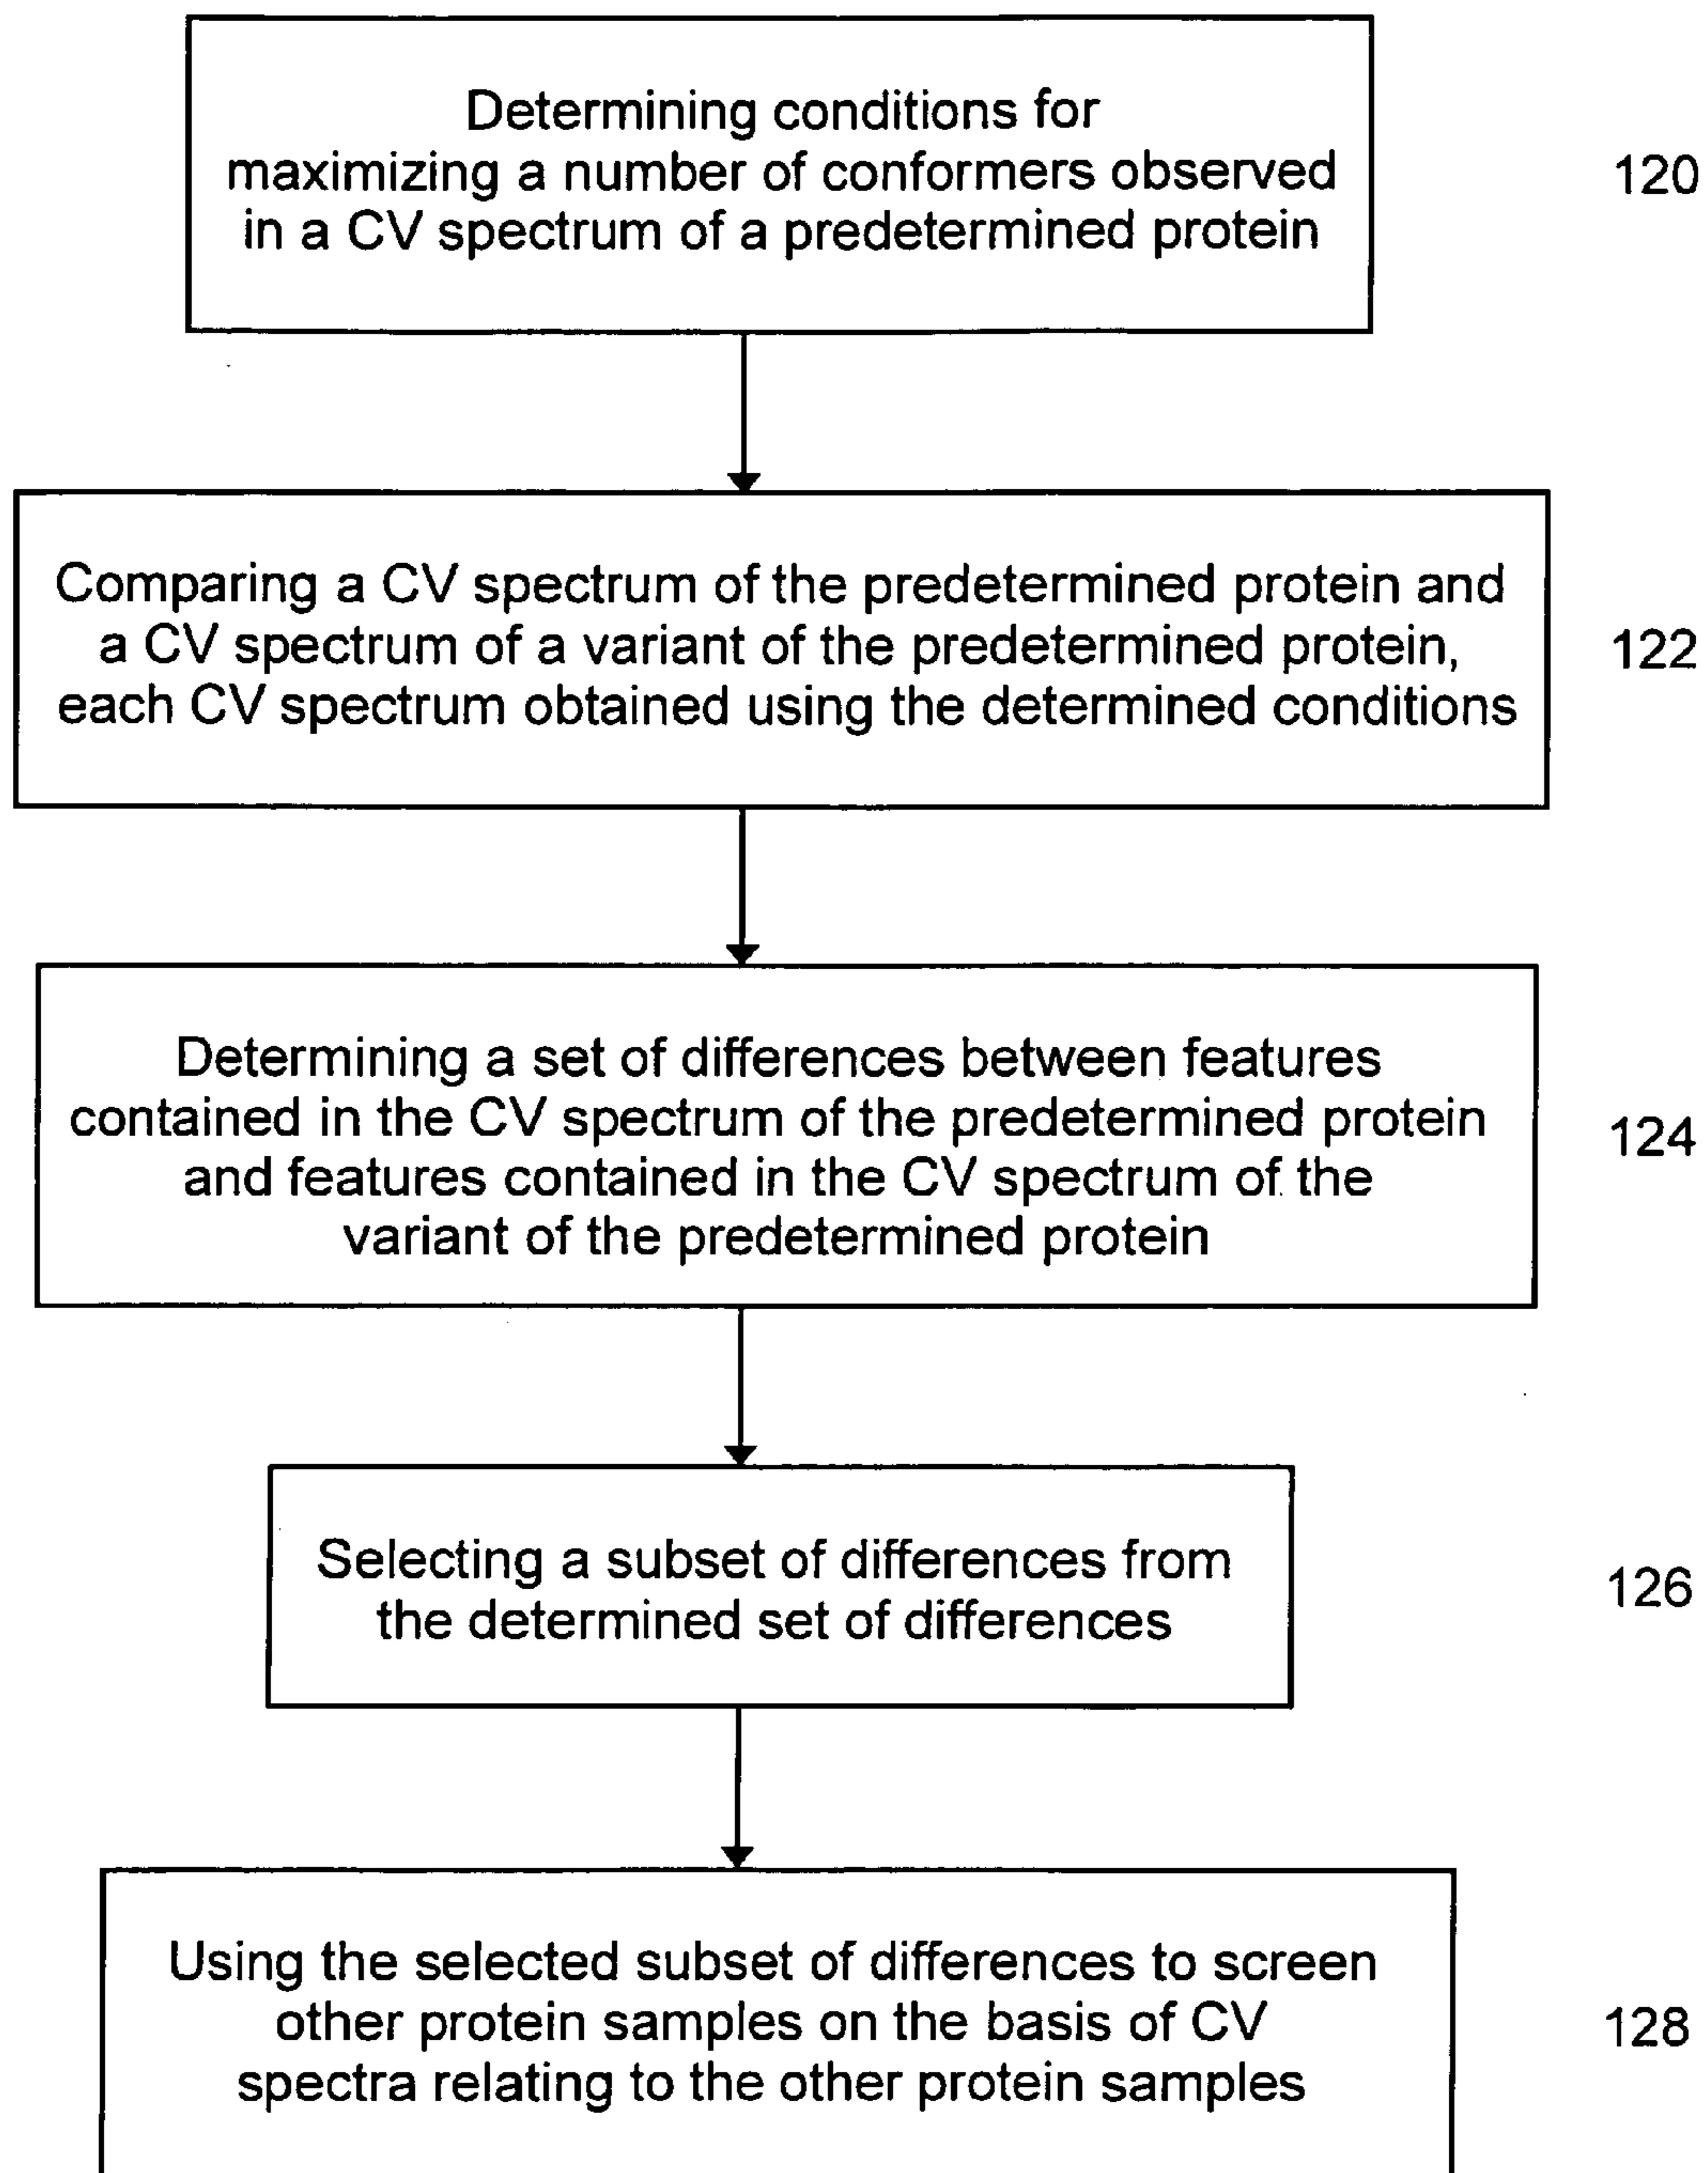 Determining conditions for
maximizing a number of conformers observed
in a CV spectrum of a predetermined protein
120
Comparing a CV spectrum of the predetermined protein and
a CV spectrum of a variant of the predetermined protein,
each CV spectrum obtained using the determined conditions
122
Determining a set of differences between features
contained in the CV spectrum of the predetermined protein
and features contained in the CV spectrum of the
variant of the predetermined protein
124
Selecting a subset of differences from
the determined set of differences
126
Using the selected subset of differences to screen
other protein samples on the basis of CV
spectra relating to the other protein samples
128